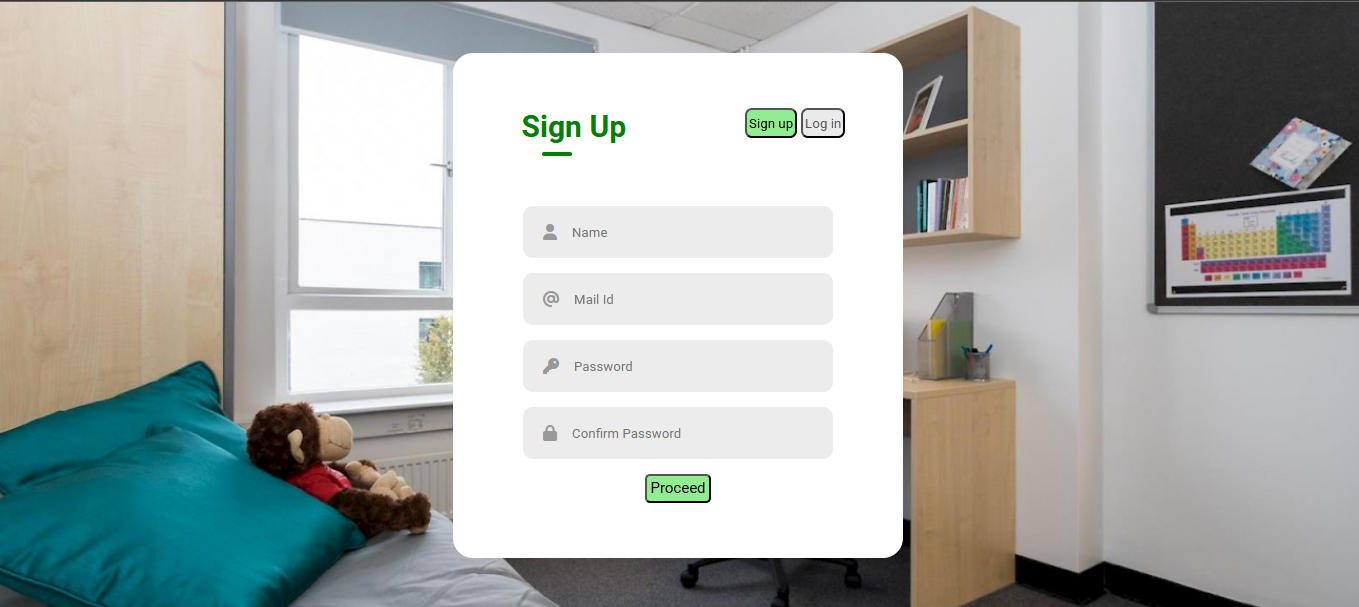 Sign Up
Sign up
Log in
Name
Mail Id
Password
Confirm Password
Proceed